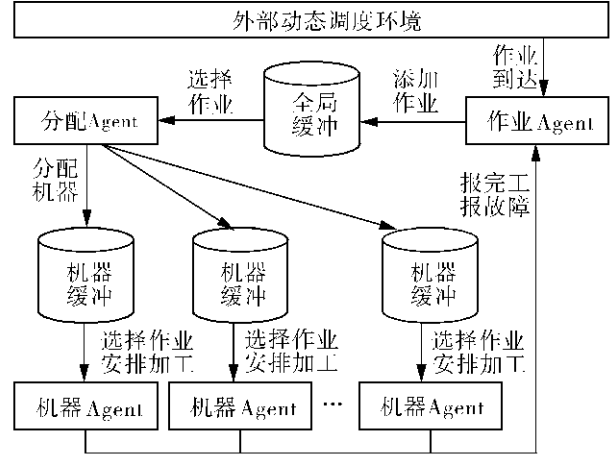 外部动态调度环境
作业
到达
选择
作业
添加
作业
全局
缓冲
分配Agent
作业Agent
分配
机器
报完工
报故障
机器
缓冲
机器
缓冲
机器
缓冲
选择作业
安排加工
选择作业
安排加工
选择作业
安排加工
机器Agent
机器Agent
…
机器Agent